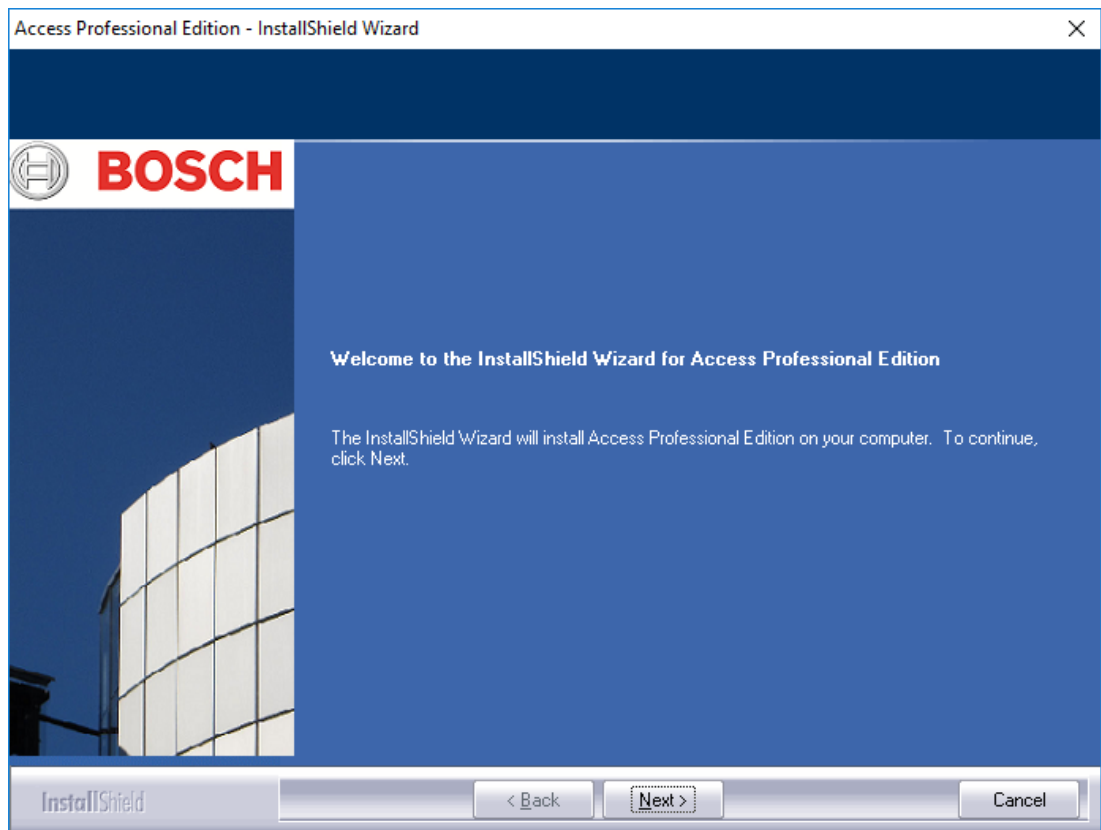 Access Professional Edition - InstallShield Wizard
BOSCH
Welcome to the InstallShield Wizard for Access Professional Edition
The InstallShield Wizard will install Access Professional Edition on your computer.  To continue,
click Next.
InstallShield
< Back
Next >
Cancel